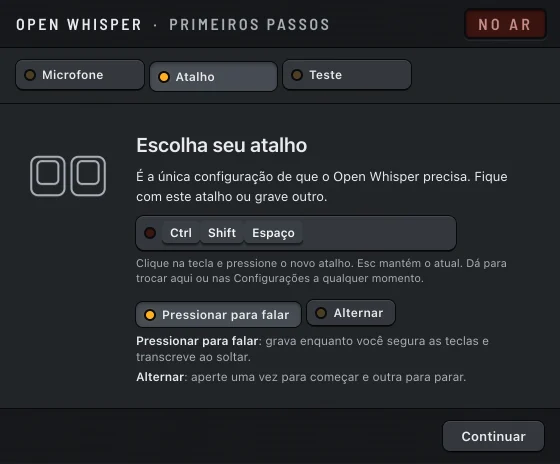 OPEN WHISPER · PRIMEIROS PASSOS
NO AR
Microfone
Atalho
Teste
Escolha seu atalho
É a única configuração de que o Open Whisper precisa. Fique
com este atalho ou grave outro.
Ctrl Shift Espaço
Clique na tecla e pressione o novo atalho. Esc mantém o atual. Dá para
trocar aqui ou nas Configurações a qualquer momento.
Pressionar para falar
Alternar
Pressionar para falar: grava enquanto você segura as teclas e
transcreve ao soltar.
Alternar: aperte uma vez para começar e outra para parar.
Continuar